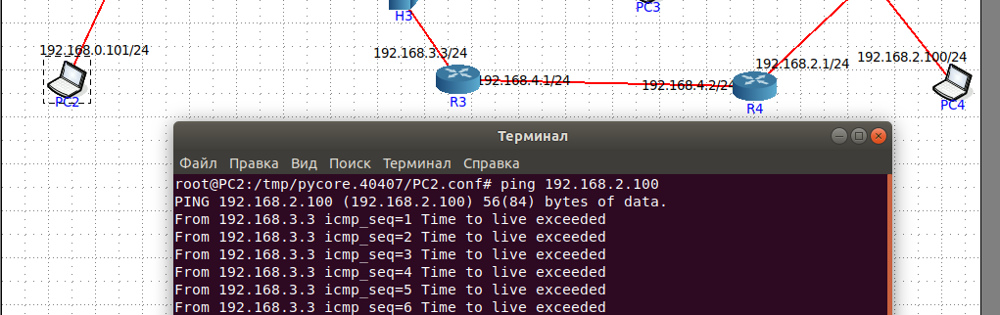 PC3
H3
192.168.0.101/24
192.168.3.3/24
192.168.2.1/24
192.168.2.100/24
192.168.4.1/24
192.168.4.2/24
PC2
R3
R4
PC4
Терминал
Файл Правка Вид Поиск Терминал Справка
root@PC2:/tmp/pycore.40407/PC2.conf# ping 192.168.2.100
PING 192.168.2.100 (192.168.2.100) 56(84) bytes of data.
From 192.168.3.3 icmp_seq=1 Time to live exceeded
From 192.168.3.3 icmp_seq=2 Time to live exceeded
From 192.168.3.3 icmp_seq=3 Time to live exceeded
From 192.168.3.3 icmp_seq=4 Time to live exceeded
From 192.168.3.3 icmp_seq=5 Time to live exceeded
From 192.168.3.3 icmp_seq=6 Time to live exceeded